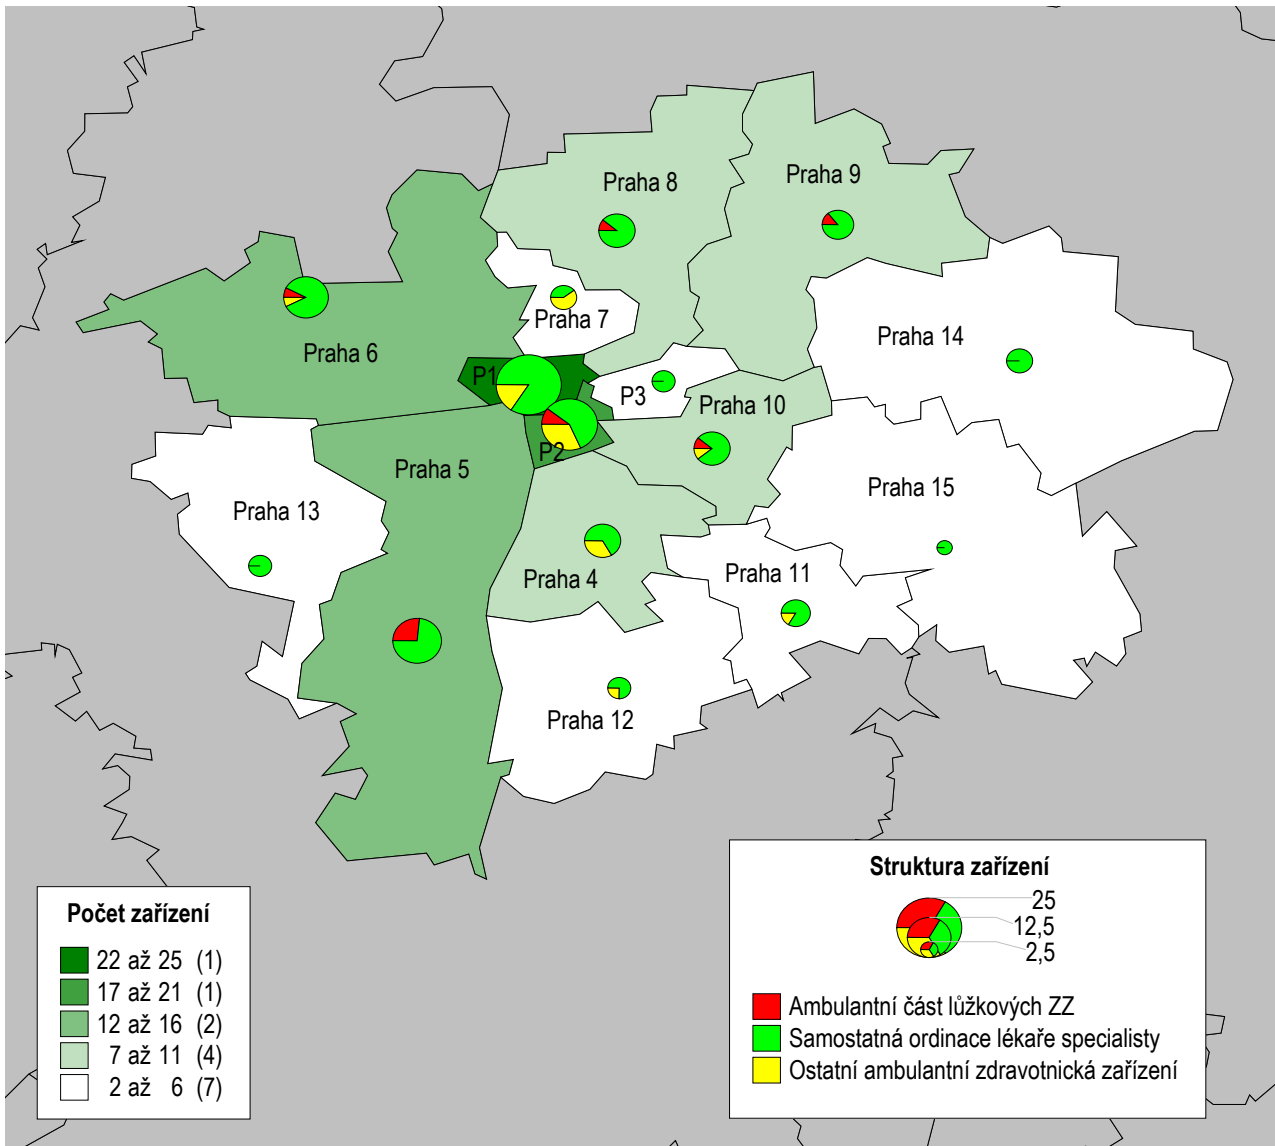 Praha 8
Praha 9
Praha 7
Praha 14
Praha 6
P1
P3
Praha 10
P2
Praha 5
Praha 15
Praha 13
Praha 4
Praha 11
Praha 12
Struktura zařízení
25
12,5
2,5
Ambulantní část lůžkových ZZ
Samostatná ordinace lékaře specialisty
Ostatní ambulantní zdravotnická zařízení
Počet zařízení
22 až 25 (1)
17 až 21 (1)
12 až 16 (2)
7 až 11 (4)
2 až 6 (7)